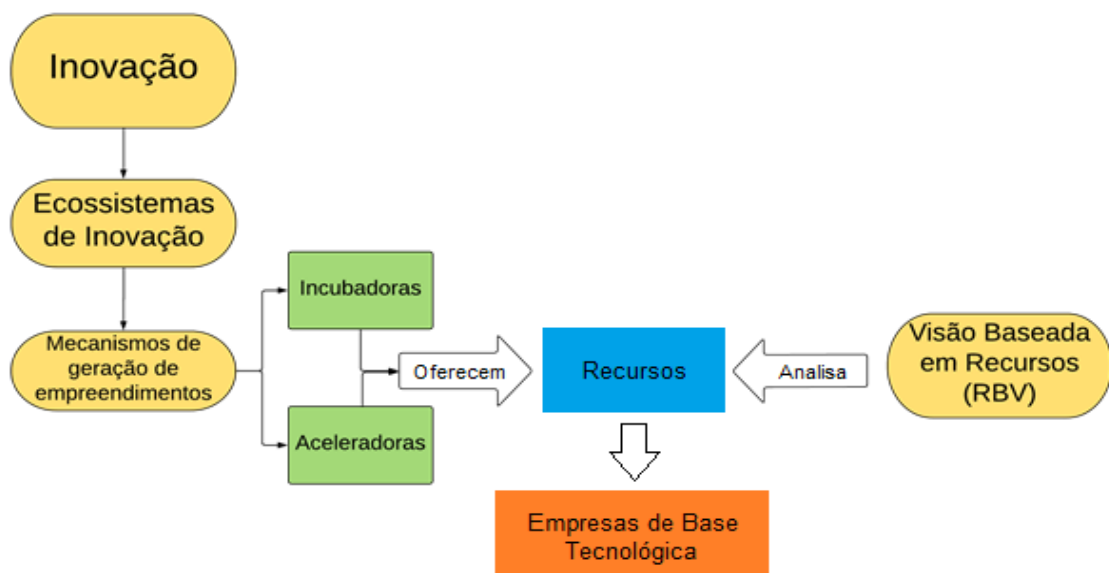 Inovação
Ecossistemas
de Inovação
Mecanismos de
geração de
empreendimentos
Incubadoras
Aceleradoras
Oferecem
Recursos
Analisa
Visão Baseada
em Recursos
(RBV)
Empresas de Base
Tecnológica